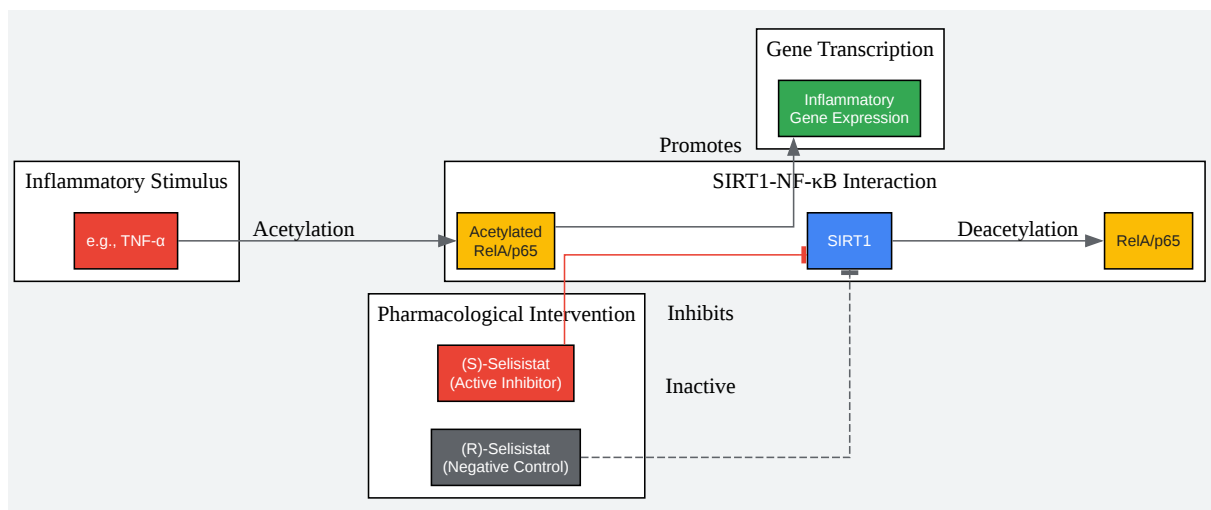 Gene Transcription
Inflammatory
Gene Expression
Promotes
Inflammatory Stimulus
e.g., TNF-α
Acetylation
SIRT1-NF-κB Interaction
Acetylated
RelA/p65
SIRT1
Deacetylation
RelA/p65
Pharmacological Intervention
Inhibits
(S)-Selisistat
(Active Inhibitor)
Inactive
(R)-Selisistat
(Negative Control)